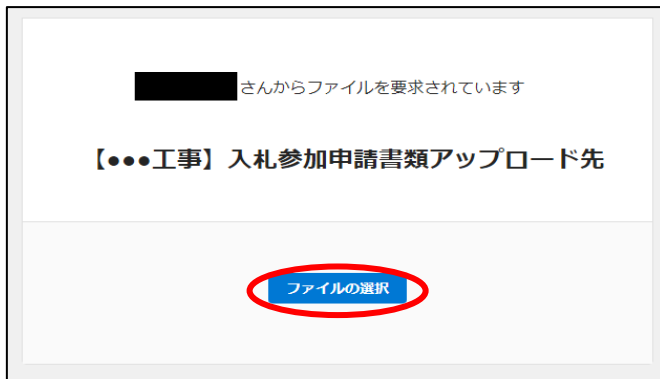 さんからファイルを要求されています
【●●●工事】入札参加申請書類アップロード先
ファイルの選択